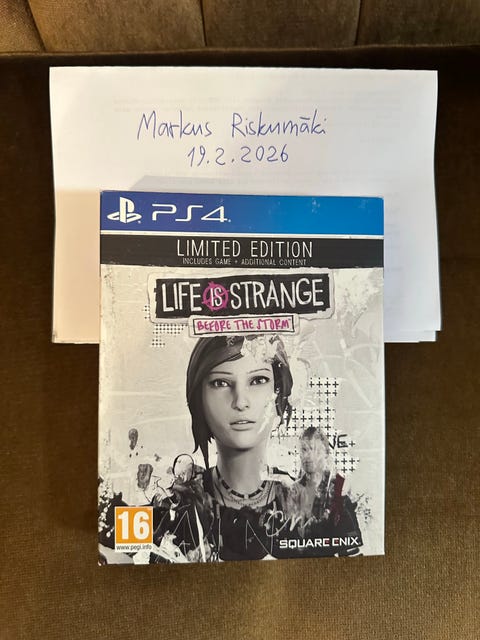 Markus Riskumäki
19.2.2026
PS4
LIMITED EDITION
INCLUDES GAME + ADDITIONAL CONTENT
LIFE IS STRANGE
BEFORE THE STORM
16
www.pegi.info
SQUARE ENIX